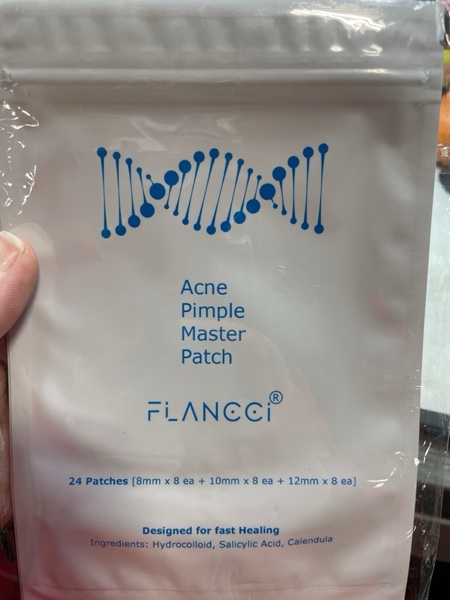 Acne
Pimple
Master
Patch
FLANCCI®
24 Patches [8mm x 8 ea + 10mm x 8 ea + 12mm x 8 ea]
Designed for fast Healing
Ingredients: Hydrocolloid, Salicylic Acid, Calendula